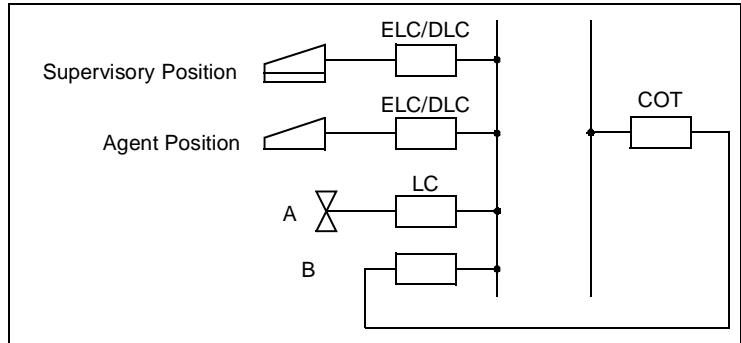 ELC/DLC
Supervisory Position
COT
ELC/DLC
Agent Position
LC
A
B